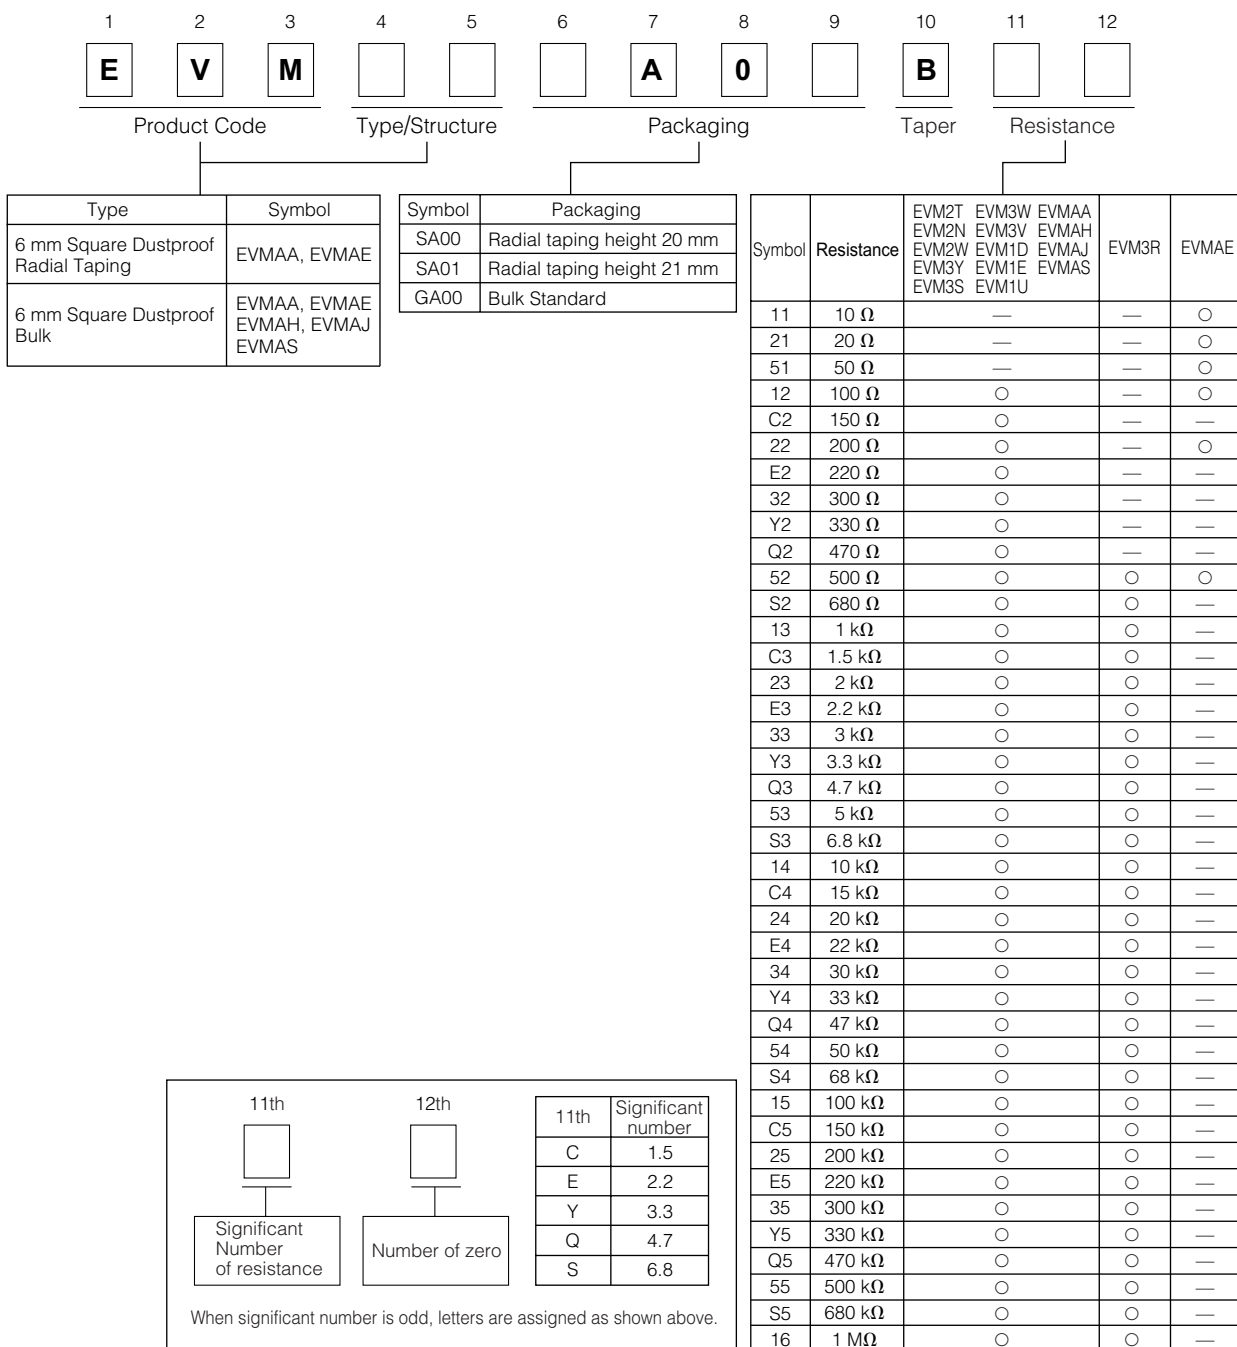 1 2 3 4 5 6 7 8 9 10 11 12
E V M A 0 B
Product Code Type/Structure Packaging Taper Resistance
Type Symbol
6 mm Square Dustproof
Radial Taping
EVMAA, EVMAE
6 mm Square Dustproof
Bulk
EVMAA, EVMAE
EVMAH, EVMAJ
EVMAS
Symbol Packaging
SA00 Radial taping height 20 mm
SA01 Radial taping height 21 mm
GA00 Bulk Standard
Symbol Resistance
EVM2T EVM3W EVMAA
EVM2N EVM3V EVMAH
EVM2W EVM1D EVMAJ
EVM3Y EVM1E EVMAS
EVM3S EVM1U
EVM3R EVMAE
11 10 Ω — — ○
21 20 Ω — — ○
51 50 Ω — — ○
12 100 Ω ○ — ○
C2 150 Ω ○ — —
22 200 Ω ○ — ○
E2 220 Ω ○ — —
32 300 Ω ○ — —
Y2 330 Ω ○ — —
Q2 470 Ω ○ — —
52 500 Ω ○ ○ ○
S2 680 Ω ○ ○ —
13 1 kΩ ○ ○ —
C3 1.5 kΩ ○ ○ —
23 2 kΩ ○ ○ —
E3 2.2 kΩ ○ ○ —
33 3 kΩ ○ ○ —
Y3 3.3 kΩ ○ ○ —
Q3 4.7 kΩ ○ ○ —
53 5 kΩ ○ ○ —
S3 6.8 kΩ ○ ○ —
14 10 kΩ ○ ○ —
C4 15 kΩ ○ ○ —
24 20 kΩ ○ ○ —
E4 22 kΩ ○ ○ —
34 30 kΩ ○ ○ —
Y4 33 kΩ ○ ○ —
Q4 47 kΩ ○ ○ —
54 50 kΩ ○ ○ —
S4 68 kΩ ○ ○ —
15 100 kΩ ○ ○ —
C5 150 kΩ ○ ○ —
25 200 kΩ ○ ○ —
E5 220 kΩ ○ ○ —
35 300 kΩ ○ ○ —
Y5 330 kΩ ○ ○ —
Q5 470 kΩ ○ ○ —
55 500 kΩ ○ ○ —
S5 680 kΩ ○ ○ —
16 1 MΩ ○ ○ —
11th 12th
Significant
Number
of resistance
Number of zero
11th Significant
number
C 1.5
E 2.2
Y 3.3
Q 4.7
S 6.8
When significant number is odd, letters are assigned as shown above.